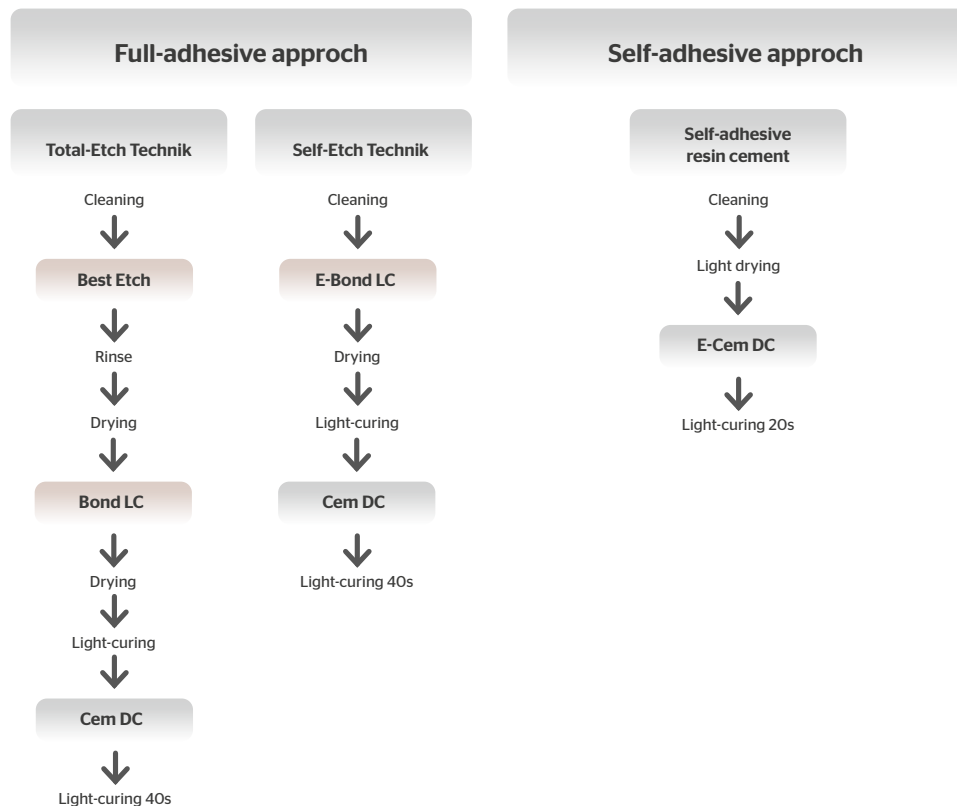 Full-adhesive approch
Total-Etch Technik
Cleaning
Best Etch
Rinse
Drying
Bond LC
Drying
Light-curing
Cem DC
Light-curing 40s
Self-Etch Technik
Cleaning
E-Bond LC
Drying
Light-curing
Cem DC
Light-curing 40s
Self-adhesive approch
Self-adhesive
resin cement
Cleaning
Light drying
E-Cem DC
Light-curing 20s